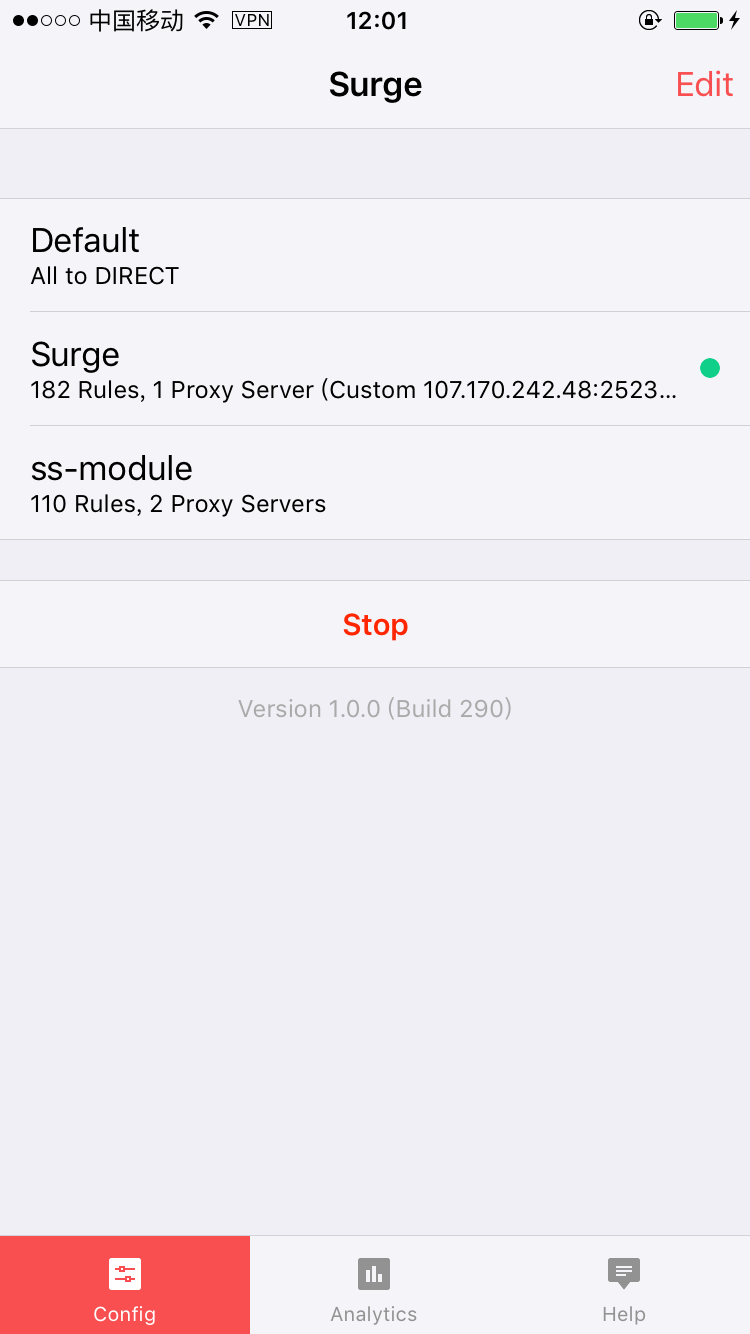 中国移动 VPN 12:01
Surge Edit
Default
All to DIRECT
Surge
182 Rules, 1 Proxy Server (Custom 107.170.242.48:2523...
ss-module
110 Rules, 2 Proxy Servers
Stop
Version 1.0.0 (Build 290)
Config Analytics Help